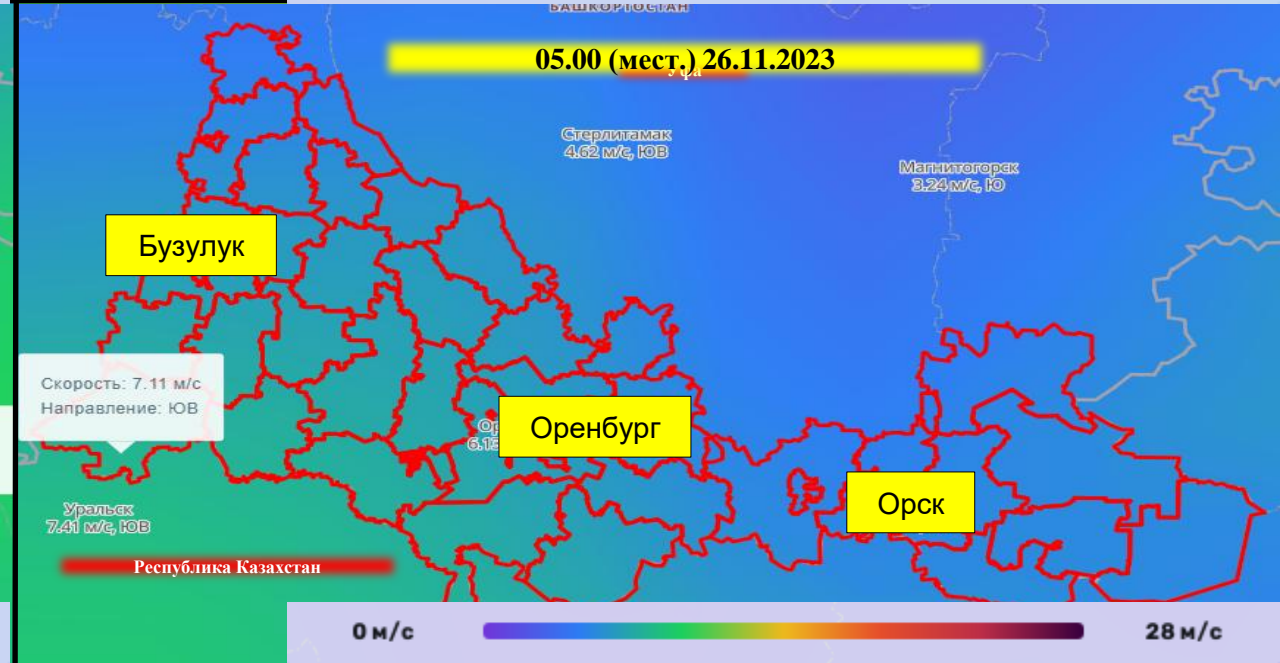 БАШКОРТОСТАН
05.00 (мест.) 26.11.2023
Уфа
Стерлитамак
4.62 м/с, ЮВ
Магнитогорск
3.24 м/с, Ю
Бузулук
Скорость: 7.11 м/с
Направление: ЮВ
Оренбург
Орск
Уральск
7.41 м/с, ЮВ
Республика Казахстан
0 м/с
28 м/с